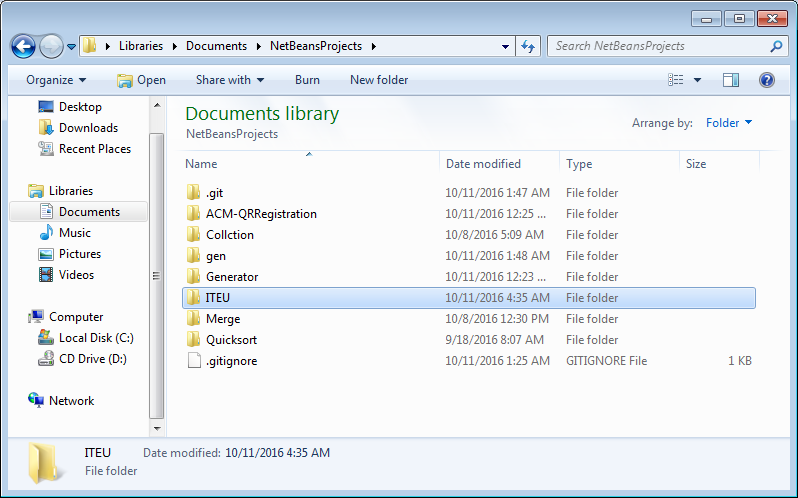 Libraries Documents NetBeansProjects Search NetBeansProjects
Organize Open Share with Burn New folder
Desktop
Downloads
Recent Places
Libraries
Documents
Music
Pictures
Videos
Computer
Local Disk (C:)
CD Drive (D:)
Network
Documents library
NetBeansProjects
Arrange by: Folder
Name Date modified Type Size
.git 10/11/2016 1:47 AM File folder
ACM-QRRegistration 10/11/2016 12:25 ... File folder
Collction 10/8/2016 5:09 AM File folder
gen 10/11/2016 1:48 AM File folder
Generator 10/11/2016 12:23 ... File folder
ITEU 10/11/2016 4:35 AM File folder
Merge 10/8/2016 12:30 PM File folder
Quicksort 9/18/2016 8:07 AM File folder
.gitignore 10/11/2016 1:25 AM GITIGNORE File 1 KB
ITEU Date modified: 10/11/2016 4:35 AM
File folder